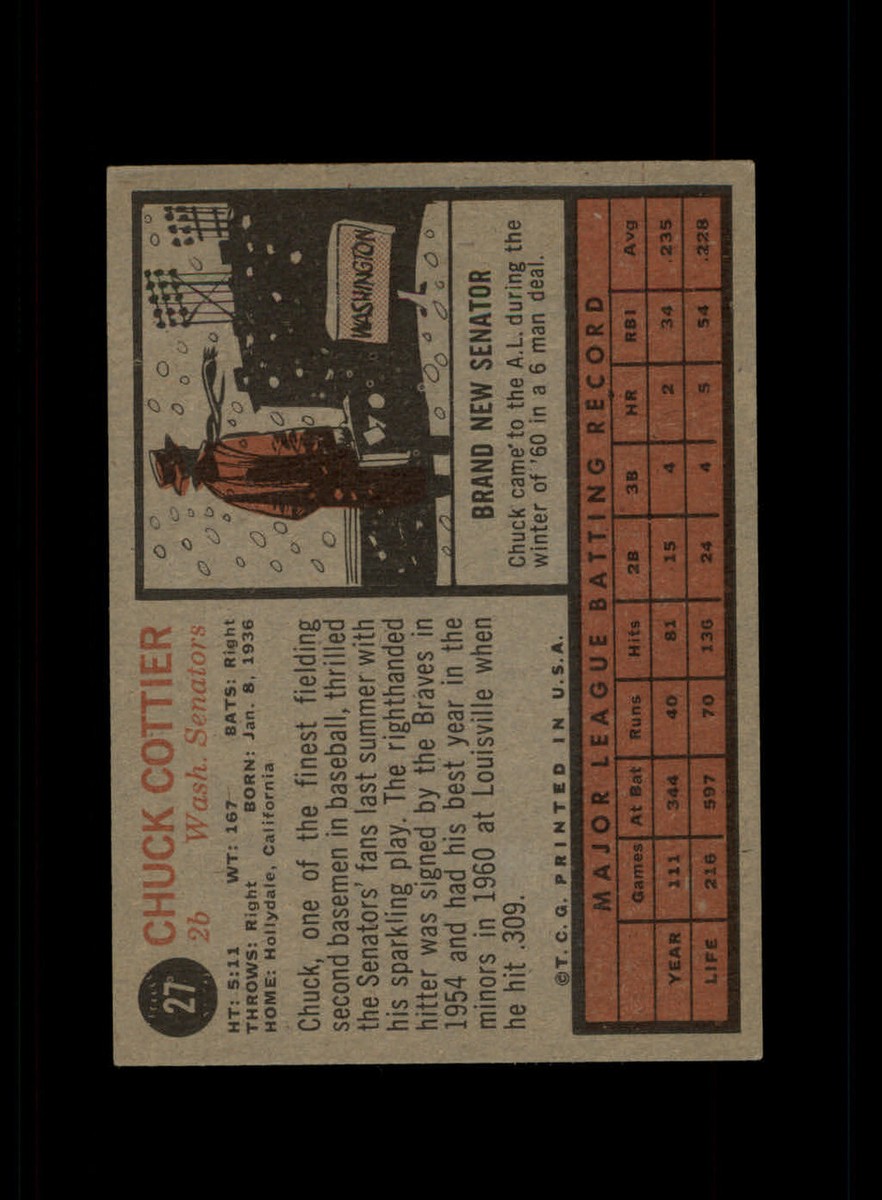 27
CHUCK COTTIER
2b Wash. Senators
HT: 5:11 WT: 167 BATS: Right
THROWS: Right BORN: Jan. 8, 1936
HOME: Hollydale, California
Chuck, one of the finest fielding
second basemen in baseball, thrilled
the Senators' fans last summer with
his sparkling play. The righthanded
hitter was signed by the Braves in
1954 and had his best year in the
minors in 1960 at Louisville when
he hit .309.
©T. C. G. PRINTED IN U.S.A.
WASHINGTON
BRAND NEW SENATOR
Chuck came to the A.L. during the
winter of '60 in a 6 man deal.
MAJOR LEAGUE BATTING RECORD
Games At Bat Runs Hits 2B 3B HR RBI Avg
YEAR 111 344 40 81 15 4 2 34 .235
LIFE 216 597 70 136 24 4 5 54 .228